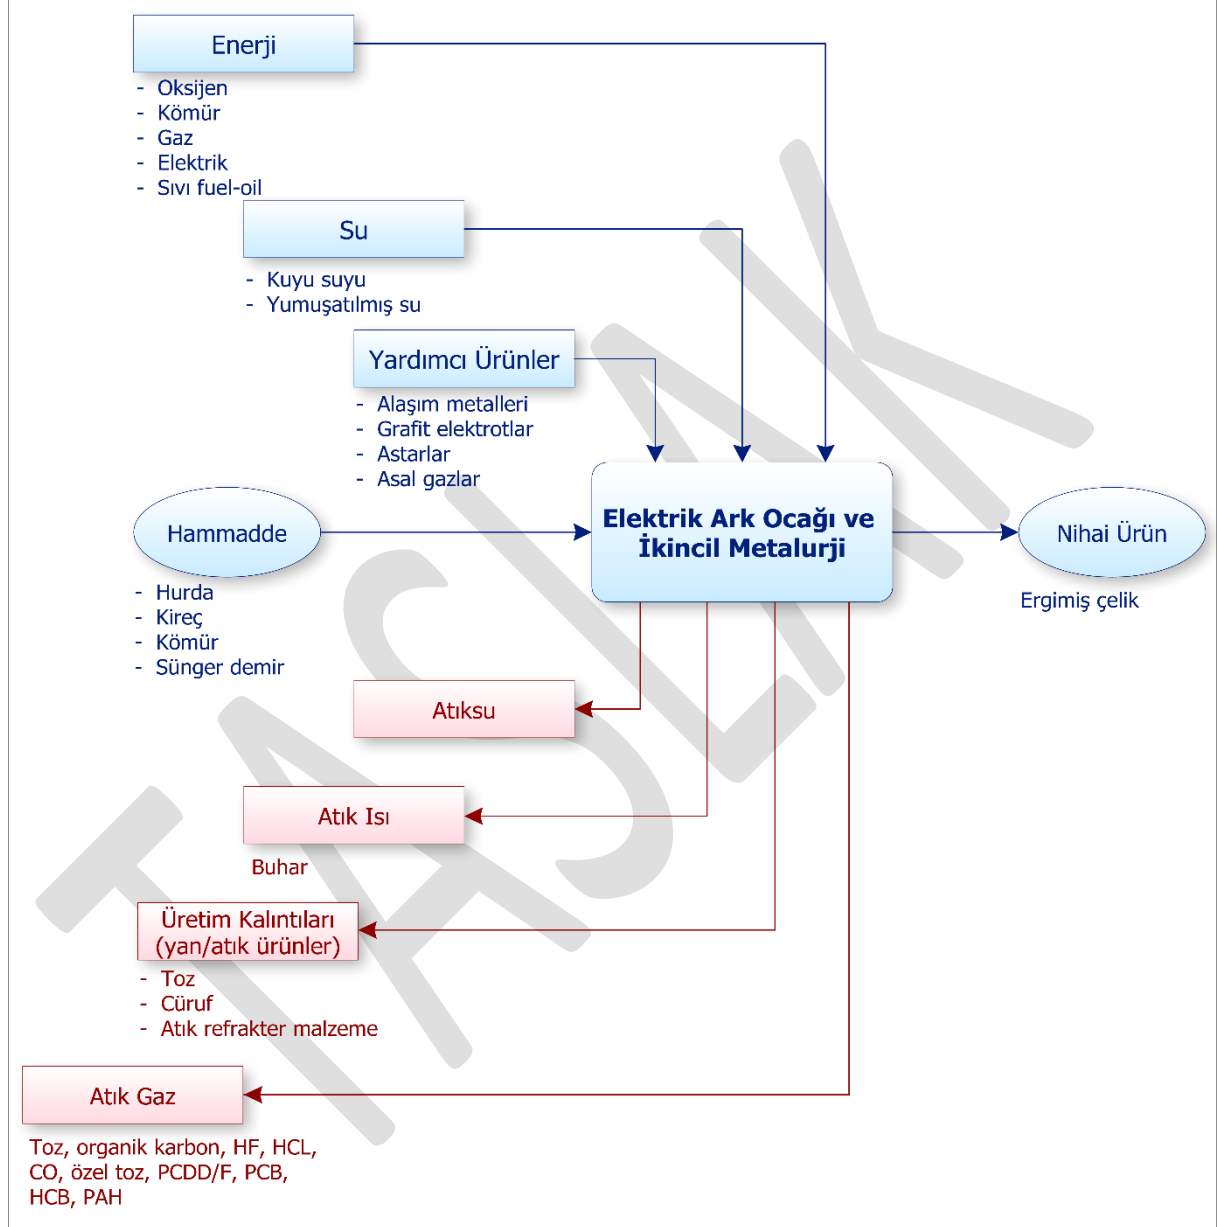 Enerji
- Oksijen
- Kömür
- Gaz
- Elektrik
- Sıvı fuel-oil
Su
- Kuyu suyu
- Yumuşatılmış su
Yardımcı Ürünler
- Alaşım metalleri
- Grafit elektrotlar
- Astarlar
- Asal gazlar
Hammadde
- Hurda
- Kireç
- Kömür
- Sünger demir
Elektrik Ark Ocağı ve
İkincil Metalurji
Nihai Ürün
Ergimiş çelik
Atıksu
Atık Isı
Buhar
Üretim Kalıntıları
(yan/atık ürünler)
- Toz
- Cüruf
- Atık refrakter malzeme
Atık Gaz
Toz, organik karbon, HF, HCL,
CO, özel toz, PCDD/F, PCB,
HCB, PAH
TASLAK